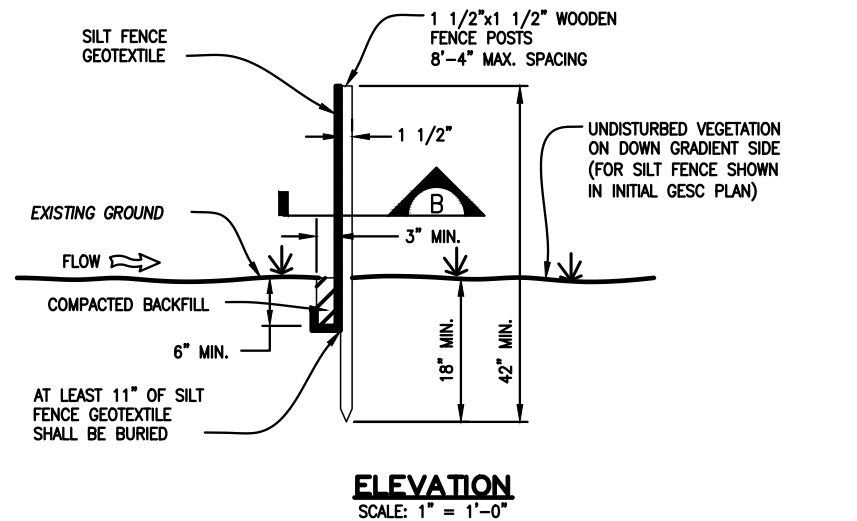 1 1/2"x1 1/2" WOODEN
FENCE POSTS
8'-4" MAX. SPACING
SILT FENCE
GEOTEXTILE
1 1/2"
UNDISTURBED VEGETATION
ON DOWN GRADIENT SIDE
(FOR SILT FENCE SHOWN
IN INITIAL GESC PLAN)
B
EXISTING GROUND
3" MIN.
FLOW
COMPACTED BACKFILL
6" MIN.
18" MIN.
42" MIN.
AT LEAST 11" OF SILT
FENCE GEOTEXTILE
SHALL BE BURIED
ELEVATION
SCALE: 1" = 1'-0"